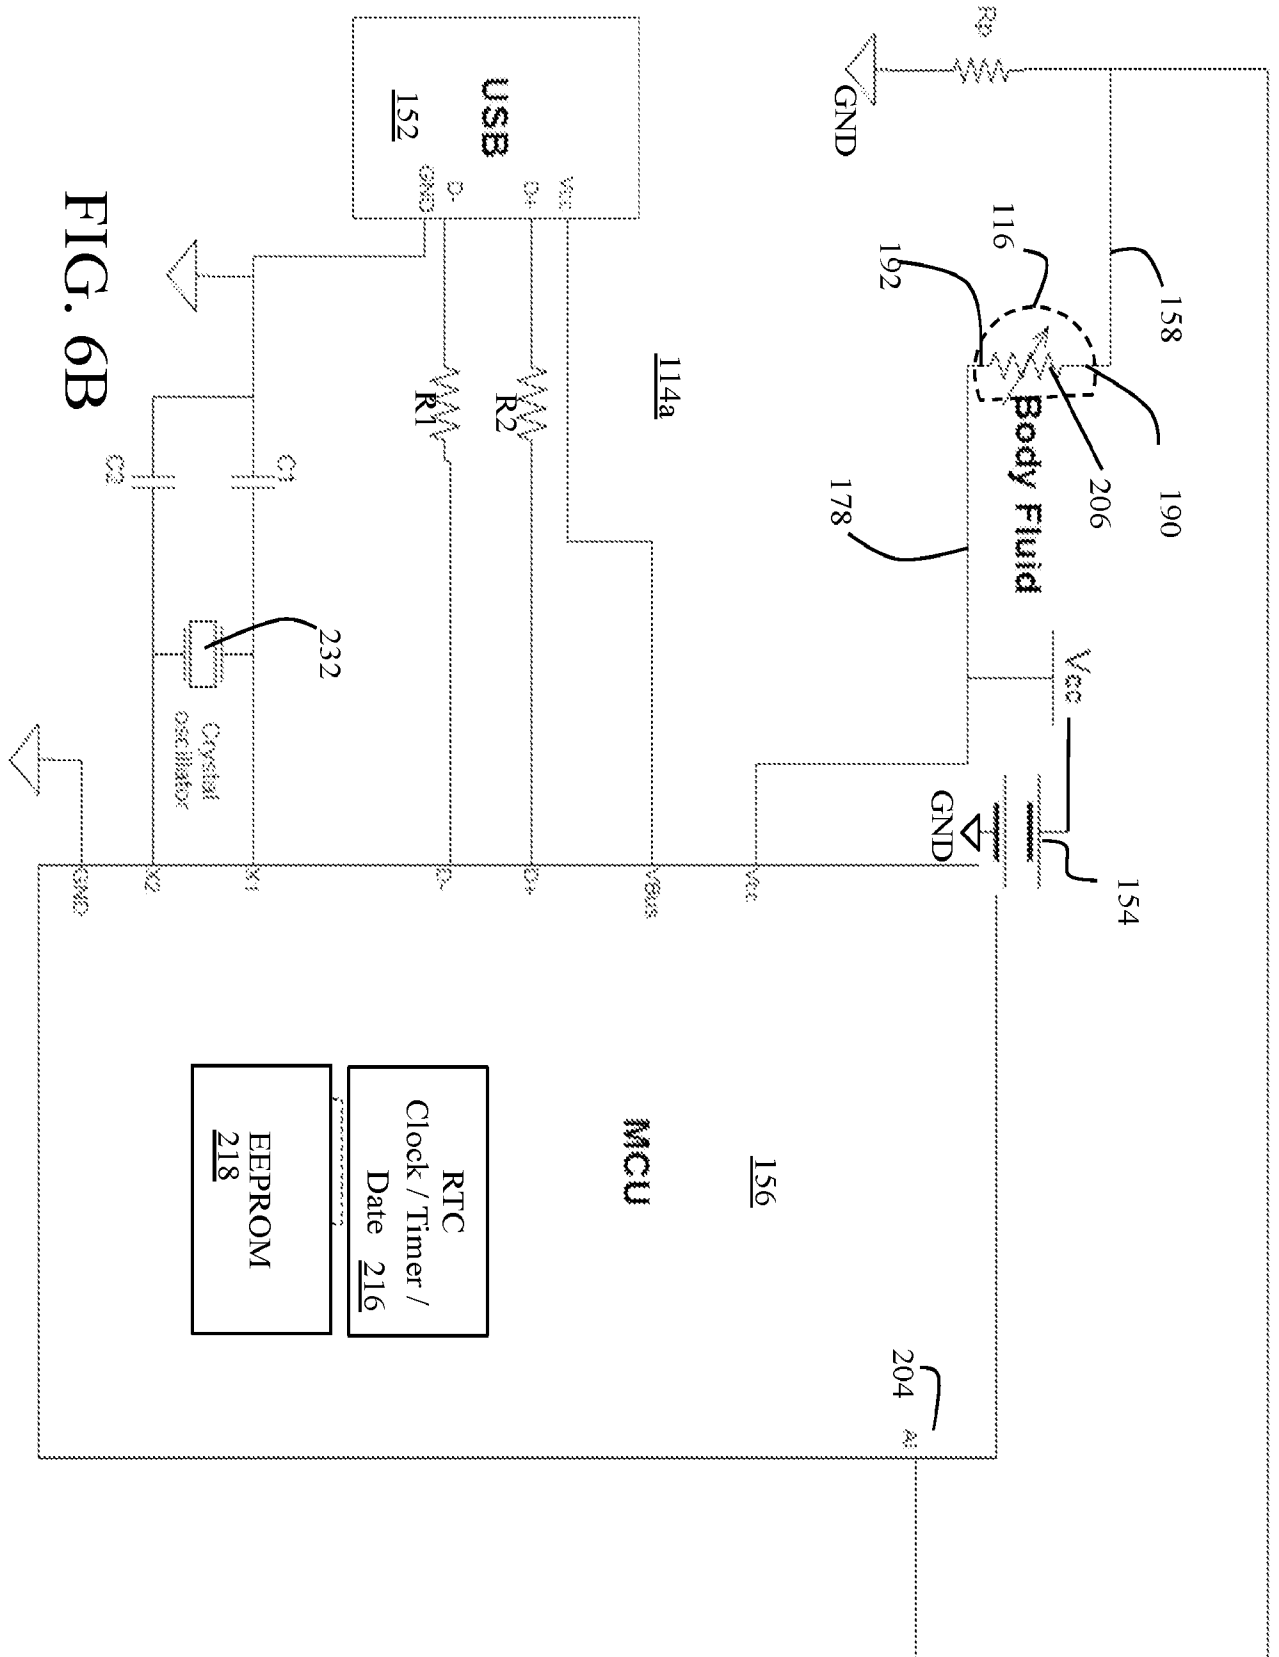 Rp
GND
158
116
192
190
206
Body Fluid
178
Vcc
GND
154
USB
152
Vcc
D+
D-
GND
114a
R2
R1
C1
C2
232
Crystal
oscillator
Vcc
VBus
D+
D-
X1
X2
GND
156
MCU
RTC
Clock / Timer /
Date 216
EEPROM
218
204
FIG. 6B